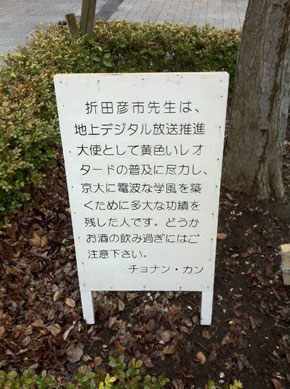 折田彦市先生は、
地上デジタル放送推進
大使として黄色いレオ
タードの普及に尽力し、
京大に電波な学風を築
くために多大な功績を
残した人です。どうか
お酒の飲み過ぎにはご
注意下さい。
チョナン・カン